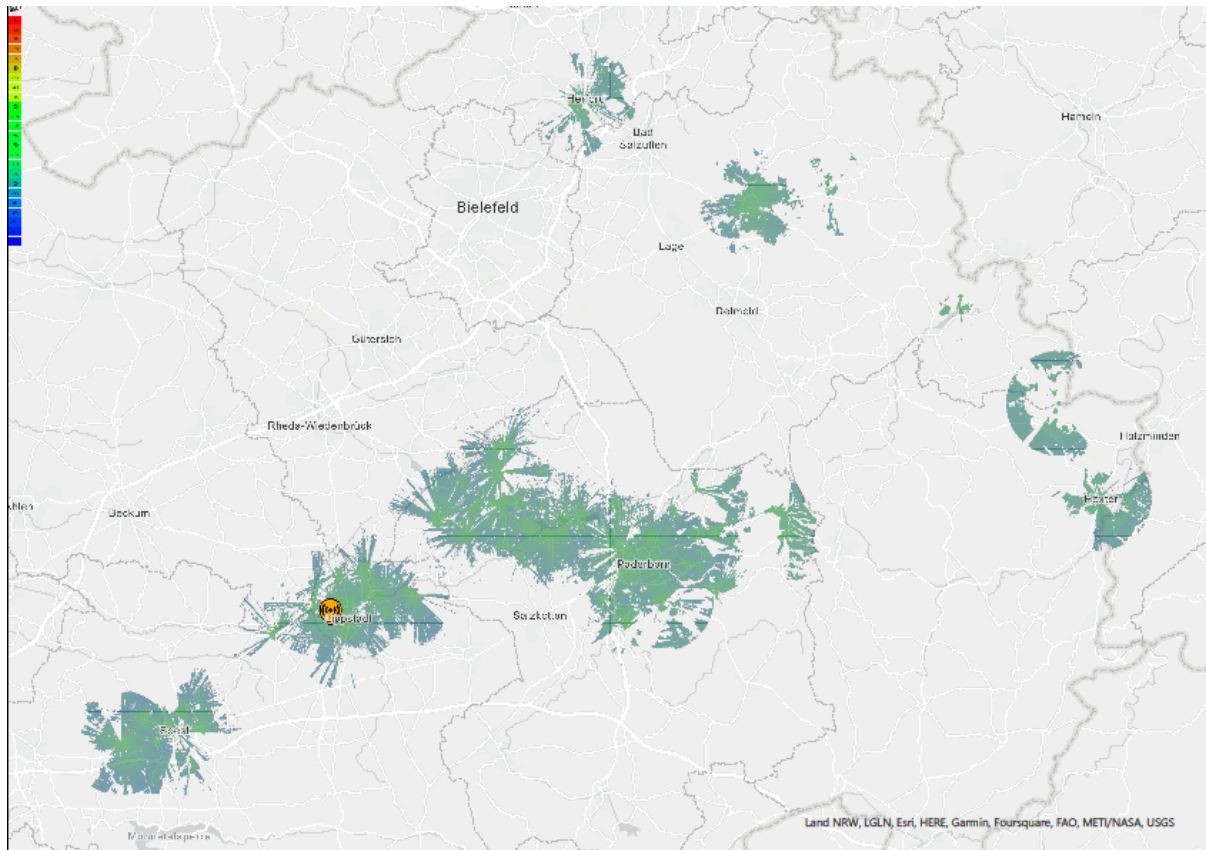 Herford
Bad
Salzuflen
Hameln
Bielefeld
Lage
Detmold
Gütersloh
Rheda-Wiedenbrück
Holzminden
Höxter
Beckum
Paderborn
Lippstadt
Salzkotten
Soest
Möhnetalsperre
Land NRW, LGLN, Esri, HERE, Garmin, Foursquare, FAO, METI/NASA, USGS